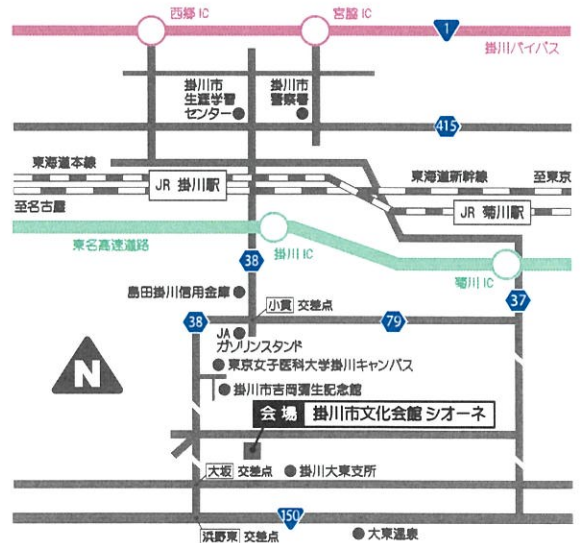 西郷 IC
宮脇 IC
1
掛川バイパス
掛川市
生涯学習
センター
掛川市
警察署
415
東海道本線
JR 掛川駅
東海道新幹線
至東京
至名古屋
JR 菊川駅
東名高速道路
掛川 IC
菊川 IC
38
37
島田掛川信用金庫
小貫 交差点
38
79
JA
ガソリンスタンド
東京女子医科大学掛川キャンパス
掛川市吉岡彌生記念館
N
会場 掛川市文化会館 シオーネ
大坂 交差点
掛川大東支所
150
浜野東 交差点
大東温泉